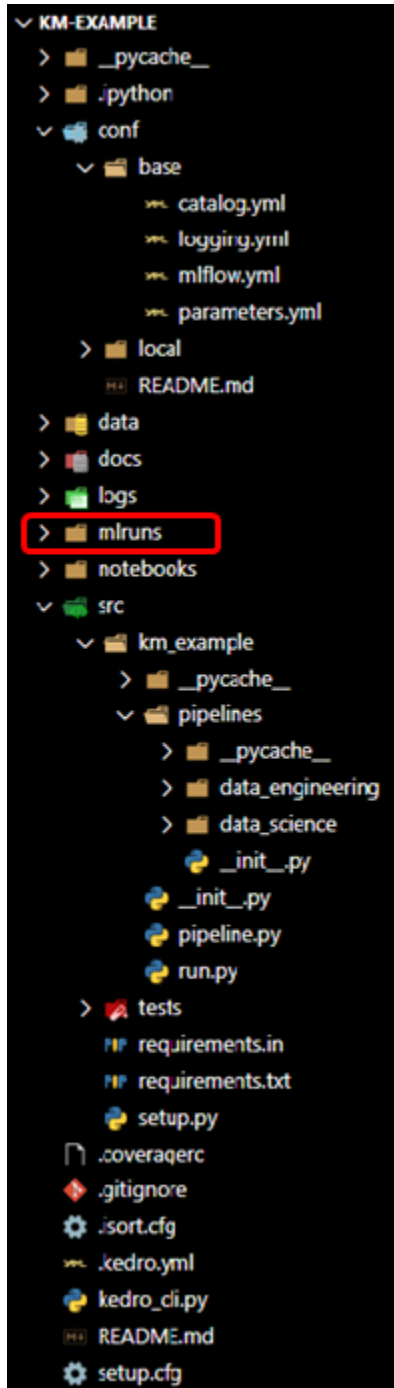 KM-EXAMPLE
__pycache__
.ipython
conf
base
catalog.yml
logging.yml
mlflow.yml
parameters.yml
local
README.md
data
docs
logs
mlruns
notebooks
src
km_example
__pycache__
pipelines
__pycache__
data_engineering
data_science
__init__.py
__init__.py
pipeline.py
run.py
tests
requirements.in
requirements.txt
setup.py
.coveragerc
.gitignore
.isort.cfg
.kedro.yml
kedro_cli.py
README.md
setup.cfg